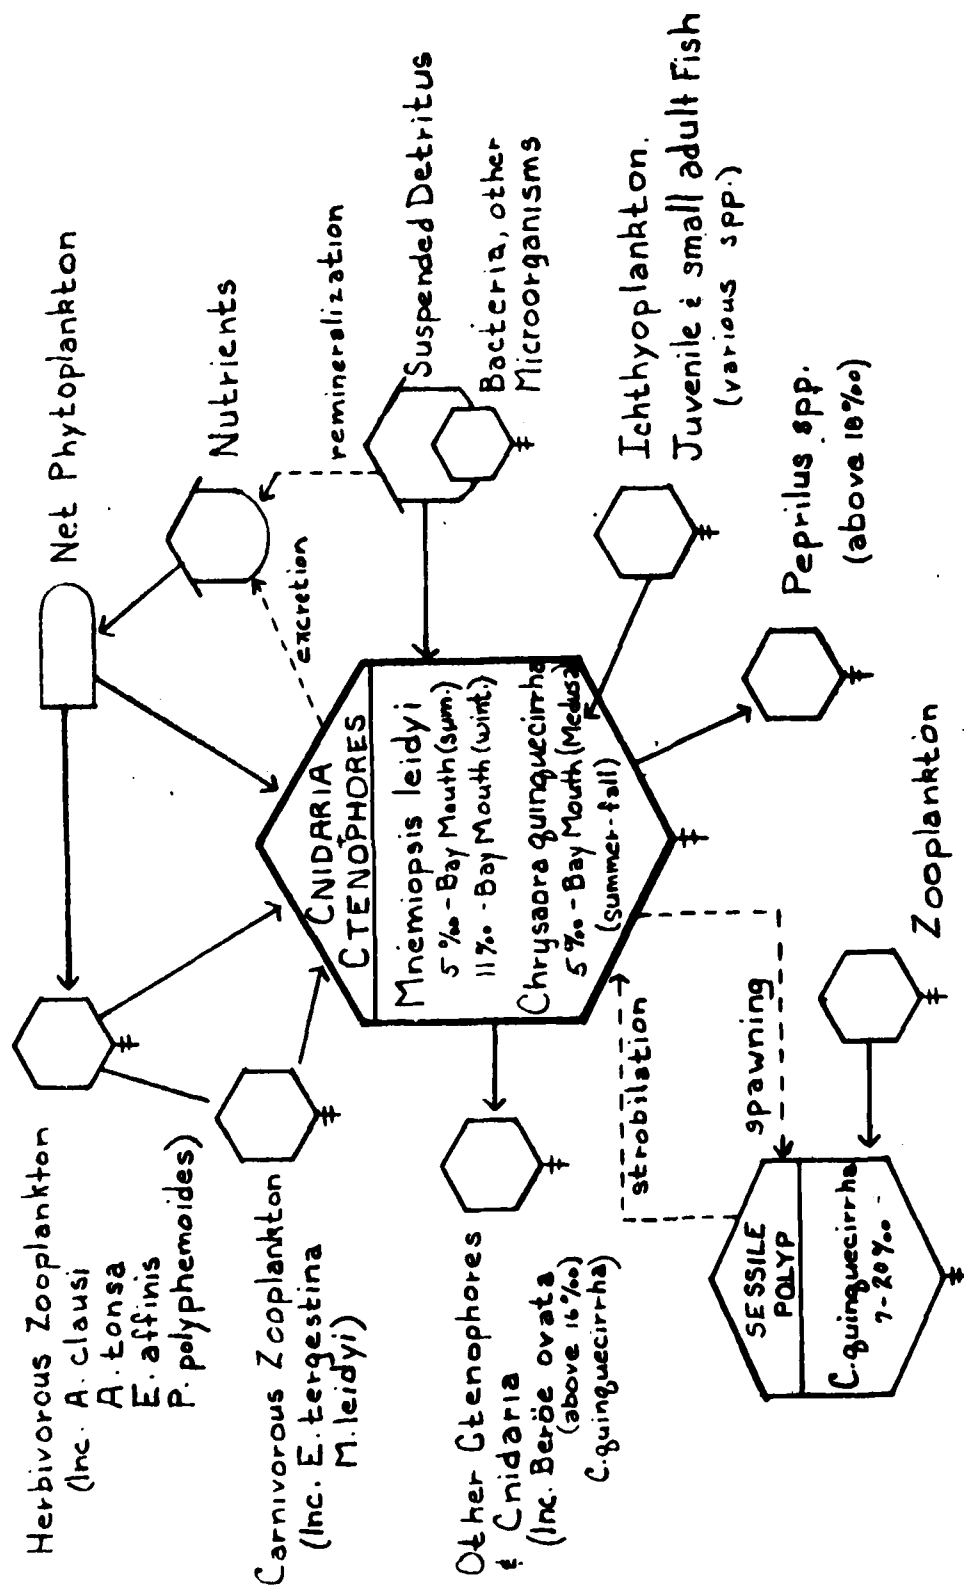 Herbivorous Zooplankton
(Inc. A. clausi
A. tonsa
E. affinis
P. polyphemoides)
Net Phytoplankton
Nutrients
Carnivorous Zooplankton
(Inc. E. tergestina
M. leidyi)
excretion
remineralization
Suspended Detritus
Bacteria, other
Microorganisms
CNIDARIA
CTENOPHORES
Mnemiopsis leidyi
5‰-Bay Mouth (sum.)
11‰-Bay Mouth (wint.)
Chrysaora quinquecirrha
5‰-Bay Mouth (Medusa)
(summer-fall)
Other Ctenophores
& Cnidaria
(Inc. Beröe ovata
(above 16‰)
C. quinquecirrha)
Ichthyoplankton.
Juvenile & small adult Fish
(various spp.)
strobilation
spawning
Peprilus spp.
(above 18‰)
SESSILE
POLYP
C. quinquecirrha
7-20‰
Zooplankton